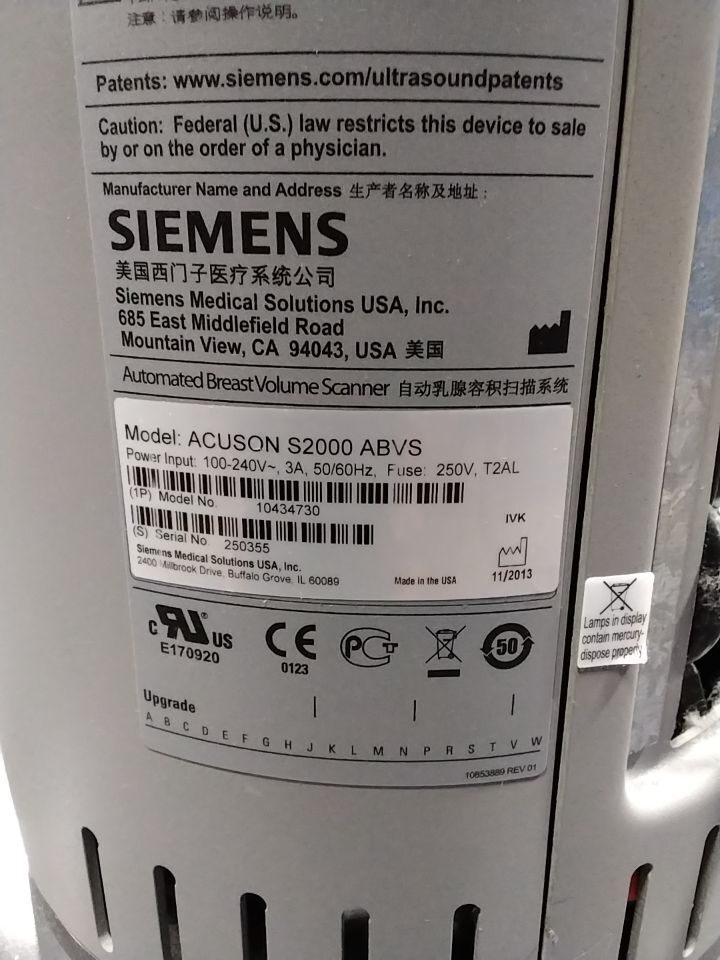 注意：请参阅操作说明。
Patents: www.siemens.com/ultrasoundpatents
Caution: Federal (U.S.) law restricts this device to sale
by or on the order of a physician.
Manufacturer Name and Address 生产者名称及地址：
SIEMENS
美国西门子医疗系统公司
Siemens Medical Solutions USA, Inc.
685 East Middlefield Road
Mountain View, CA 94043, USA 美国
Automated Breast Volume Scanner 自动乳腺容积扫描系统
Model: ACUSON S2000 ABVS
Power Input: 100-240V~, 3A, 50/60Hz, Fuse: 250V, T2AL
(1P) Model No. 10434730
(S) Serial No 250355
IVK
Siemens Medical Solutions USA, Inc.
2400 Millbrook Drive, Buffalo Grove, IL 60089
Made in the USA
11/2013
Lamps in display
contain mercury-
dispose properly
C UL US
E170920
CE
0123
PCT
50
Upgrade
A B C D E F G H J K L M N P R S T V W
10853889 REV 01